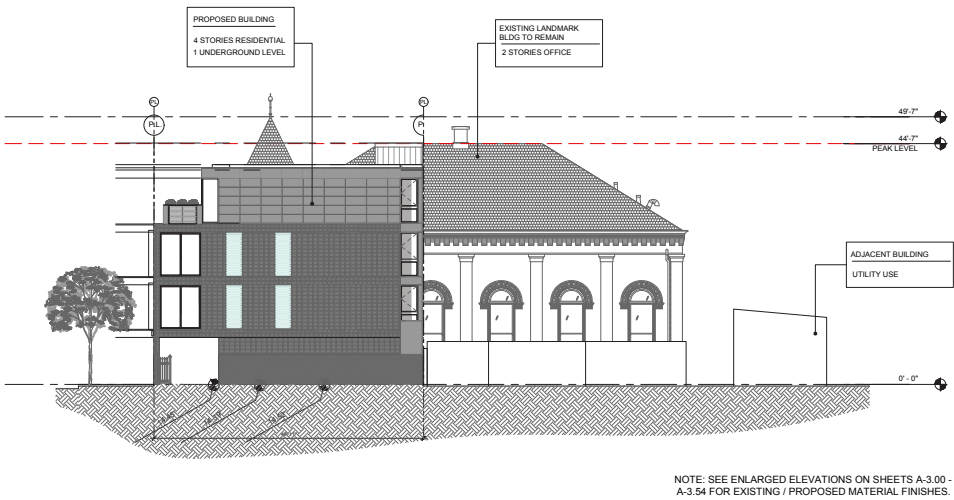 PROPOSED BUILDING
4 STORIES RESIDENTIAL
1 UNDERGROUND LEVEL
EXISTING LANDMARK
BLDG TO REMAIN
2 STORIES OFFICE
PL
PL
49'-7"
44'-7"
PEAK LEVEL
ADJACENT BUILDING
UTILITY USE
0' - 0"
NOTE: SEE ENLARGED ELEVATIONS ON SHEETS A-3.00 -
A-3.54 FOR EXISTING / PROPOSED MATERIAL FINISHES.